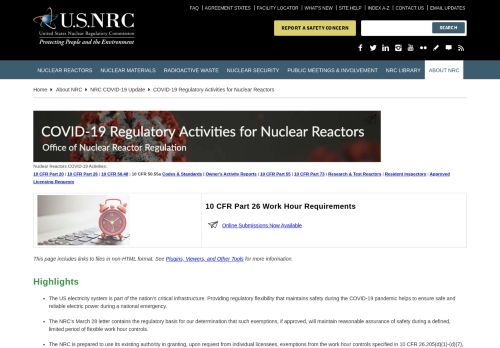 U.S.NRC
United States Nuclear Regulatory Commission
Protecting People and the Environment
FAQ | AGREEMENT STATES | FACILITY LOCATOR | WHAT'S NEW | SITE HELP | INDEX A-Z | CONTACT US | EMAIL UPDATES
REPORT A SAFETY CONCERN
SEARCH
NUCLEAR REACTORS NUCLEAR MATERIALS RADIOACTIVE WASTE NUCLEAR SECURITY PUBLIC MEETINGS & INVOLVEMENT NRC LIBRARY ABOUT NRC
Home About NRC NRC COVID-19 Update COVID-19 Regulatory Activities for Nuclear Reactors
COVID-19 Regulatory Activities for Nuclear Reactors
Office of Nuclear Reactor Regulation
Nuclear Reactors COVID-19 Activities:
10 CFR Part 20 | 10 CFR Part 26 | 10 CFR 50.48 | 10 CFR 50.55a Codes & Standards | Owner's Activity Reports | 10 CFR Part 55 | 10 CFR Part 73 | Research & Test Reactors | Resident Inspectors | Approved
Licensing Requests
10 CFR Part 26 Work Hour Requirements
Online Submissions Now Available
This page includes links to files in non-HTML format. See Plugins, Viewers, and Other Tools for more information.
Highlights
• The US electricity system is part of the nation's critical infrastructure. Providing regulatory flexibility that maintains safety during the COVID-19 pandemic helps to ensure safe and
reliable electric power during a national emergency.
• The NRC's March 28 letter contains the regulatory basis for our determination that such exemptions, if approved, will maintain reasonable assurance of safety during a defined,
limited period of flexible work hour controls.
• The NRC is prepared to use its existing authority in granting, upon request from individual licensees, exemptions from the work hour controls specified in 10 CFR 26.205(d)(1)-(d)(7),